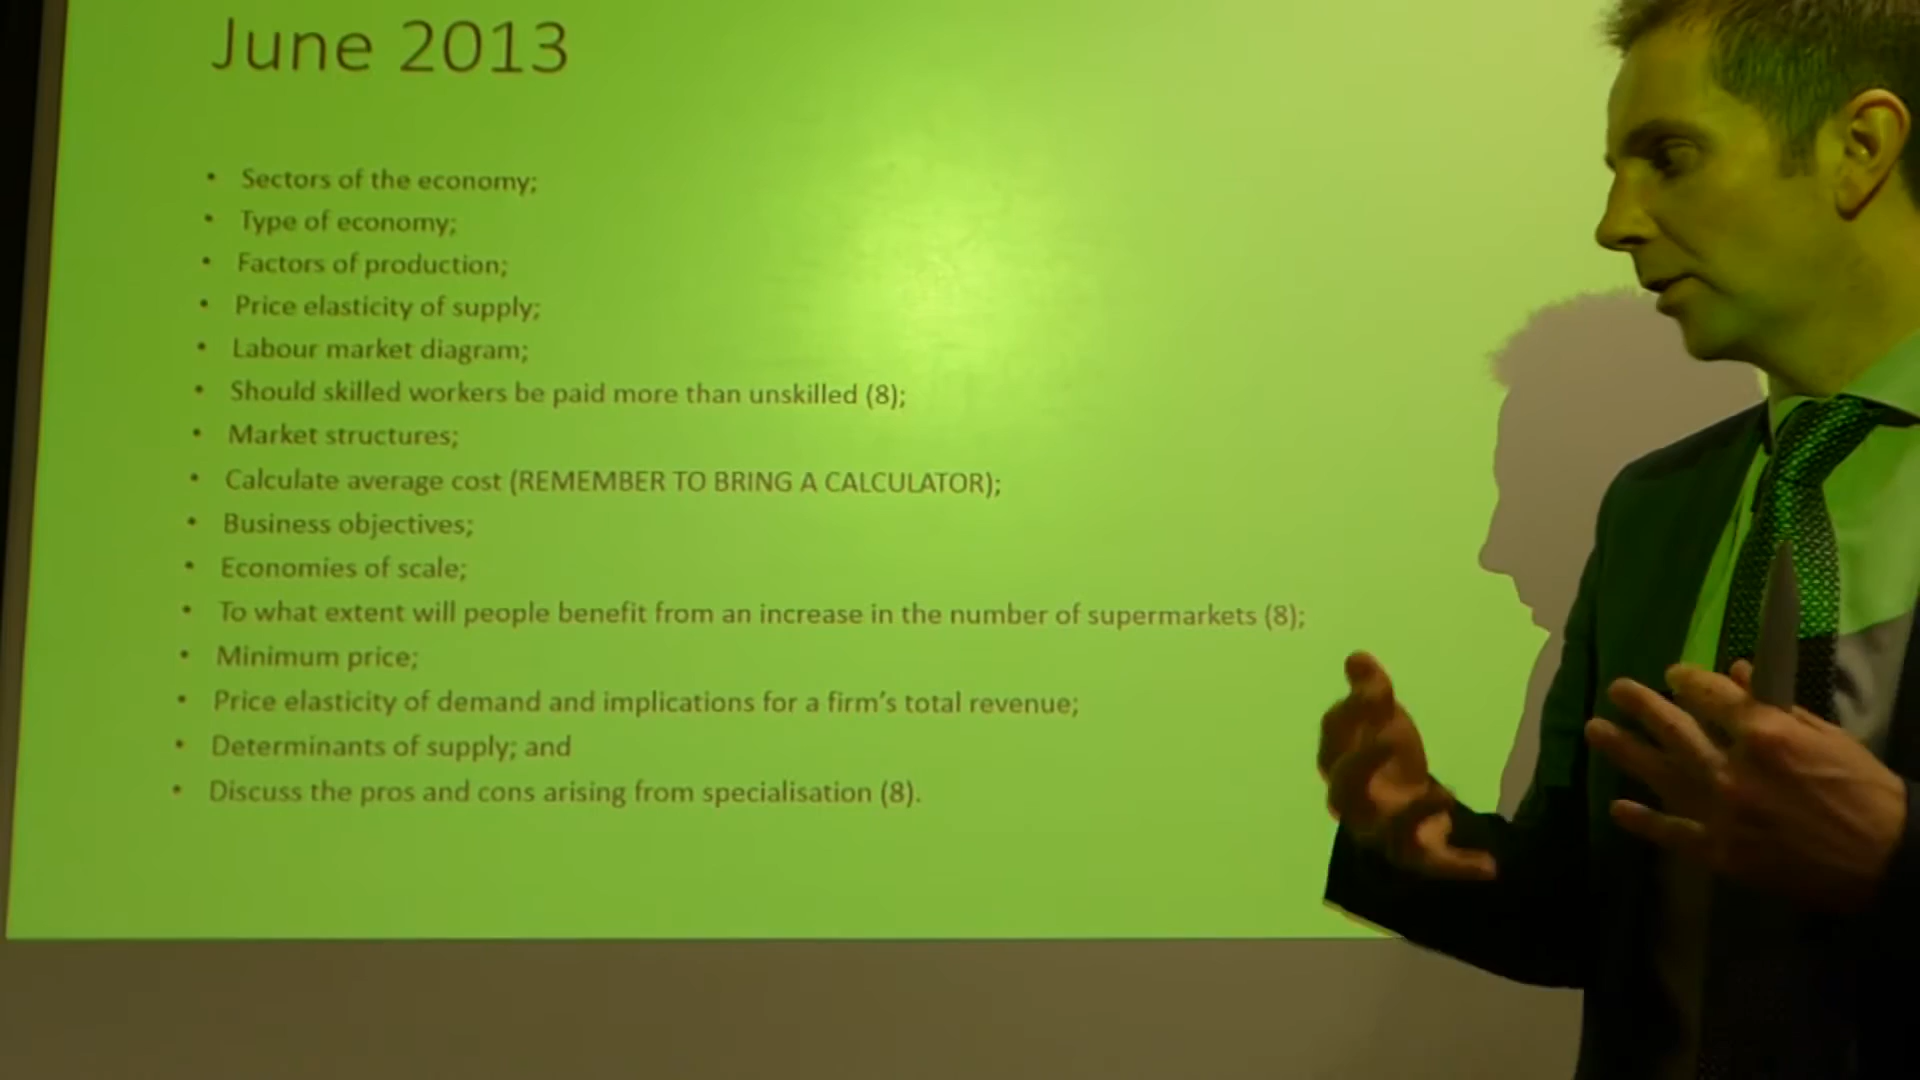 June 2013
• Sectors of the economy;
• Type of economy;
• Factors of production;
• Price elasticity of supply;
• Labour market diagram;
• Should skilled workers be paid more than unskilled (8);
• Market structures;
• Calculate average cost (REMEMBER TO BRING A CALCULATOR);
• Business objectives;
• Economies of scale;
• To what extent will people benefit from an increase in the number of supermarkets (8);
• Minimum price;
• Price elasticity of demand and implications for a firm's total revenue;
• Determinants of supply; and
• Discuss the pros and cons arising from specialisation (8).